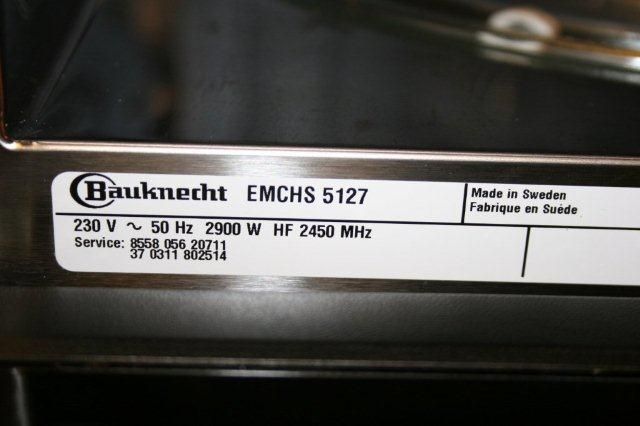 Bauknecht EMCHS 5127
Made in Sweden
Fabrique en Suéde
230 V ~ 50 Hz 2900 W HF 2450 MHz
Service: 8558 056 20711
37 0311 802514